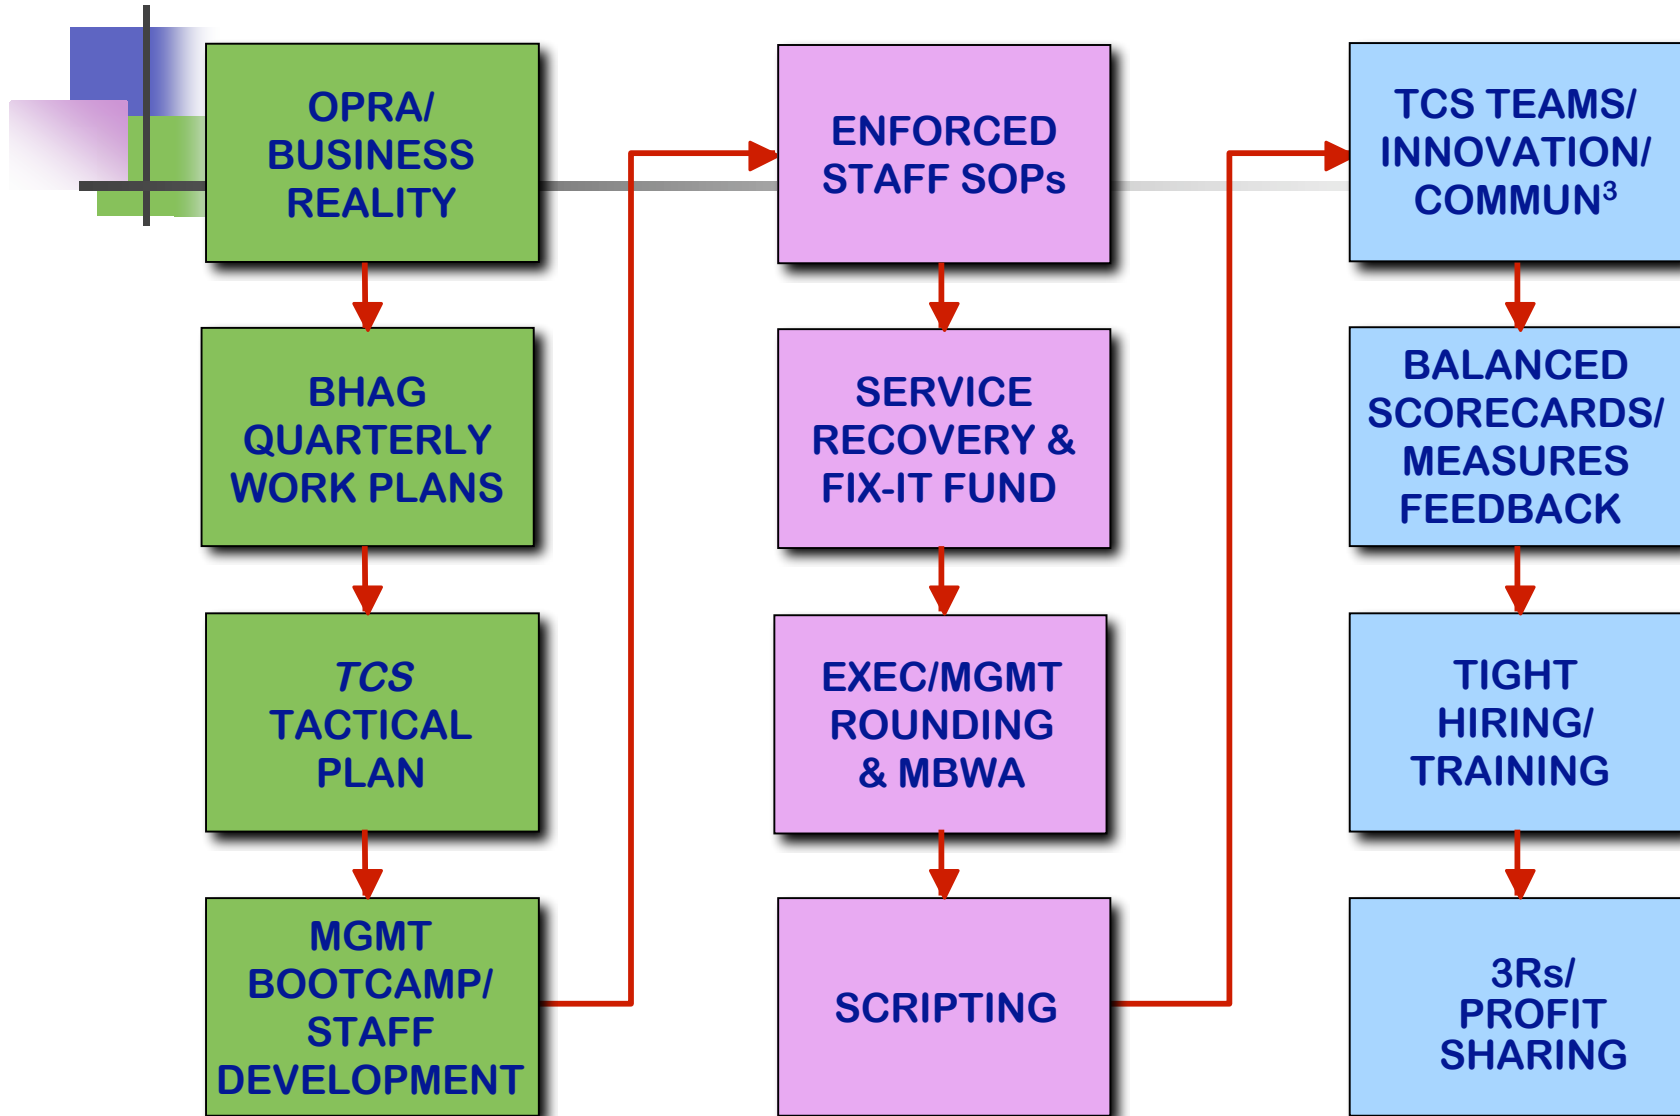 OPRA/
BUSINESS
REALITY
BHAG
QUARTERLY
WORK PLANS
TCS
TACTICAL
PLAN
MGMT
BOOTCAMP/
STAFF
DEVELOPMENT
ENFORCED
STAFF SOPs
SERVICE
RECOVERY &
FIX-IT FUND
EXEC/MGMT
ROUNDING
& MBWA
SCRIPTING
TCS TEAMS/
INNOVATION/
COMMUN³
BALANCED
SCORECARDS/
MEASURES
FEEDBACK
TIGHT
HIRING/
TRAINING
3Rs/
PROFIT
SHARING